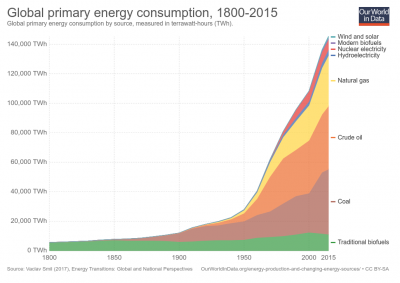 Global primary energy consumption, 1800-2015
Global primary energy consumption by source, measured in terrawatt-hours (TWh).
Our World
in Data
140,000 TWh
120,000 TWh
100,000 TWh
80,000 TWh
60,000 TWh
40,000 TWh
20,000 TWh
0 TWh
Wind and solar
Modern biofuels
Nuclear electricity
Hydroelectricity
Natural gas
Crude oil
Coal
Traditional biofuels
1800
1850
1900
1950
2000
2015
Source: Vaclav Smil (2017), Energy Transitions: Global and National Perspectives
OurWorldInData.org/energy-production-and-changing-energy-sources/ • CC BY-SA